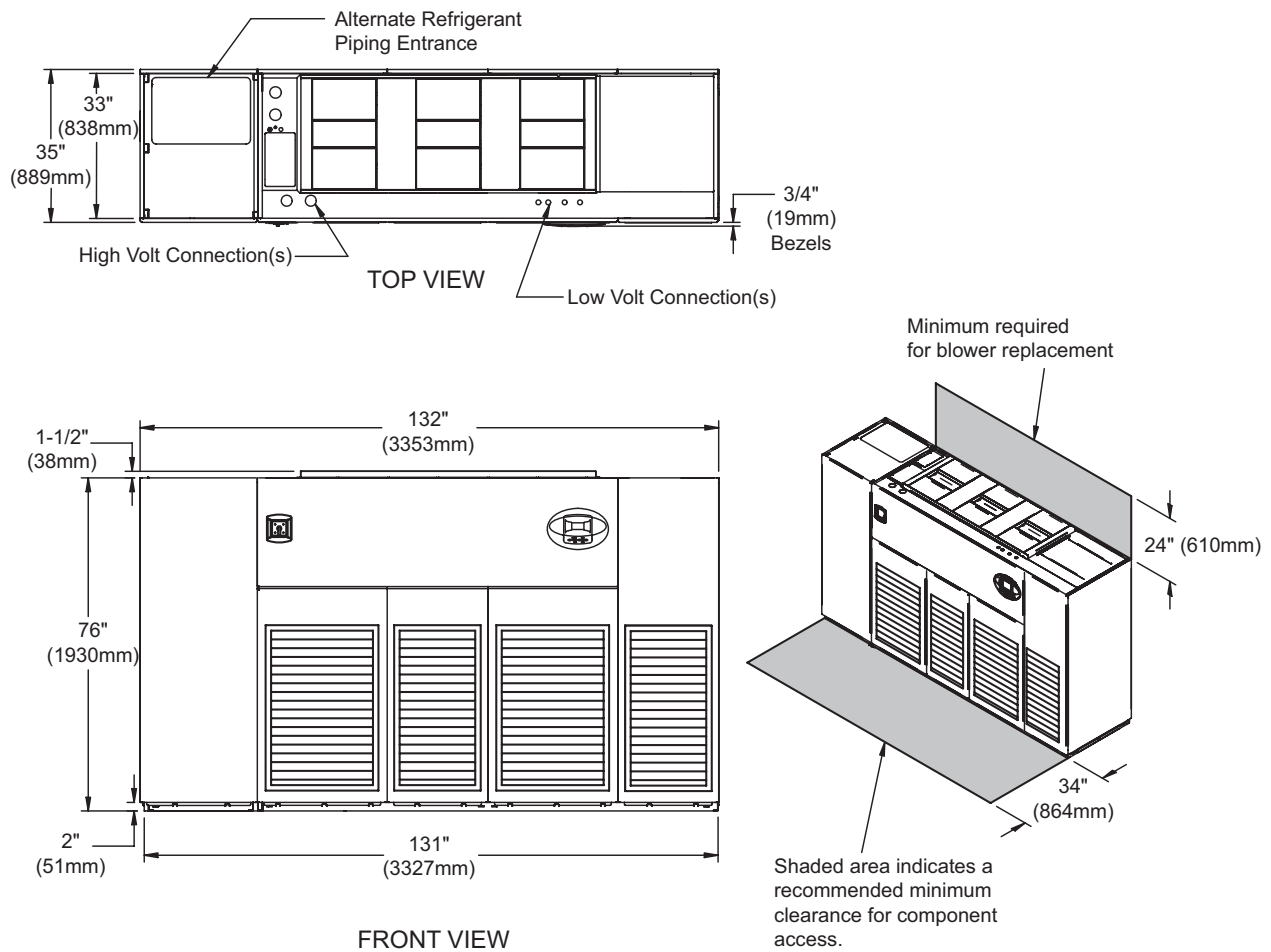 Alternate Refrigerant
Piping Entrance
33"
(838mm)
35"
(889mm)
3/4"
(19mm)
Bezels
High Volt Connection(s)
TOP VIEW
Low Volt Connection(s)
Minimum required
for blower replacement
132"
(3353mm)
1-1/2"
(38mm)
24" (610mm)
76"
(1930mm)
34"
(864mm)
2"
(51mm)
131"
(3327mm)
Shaded area indicates a
recommended minimum
clearance for component
access.
FRONT VIEW